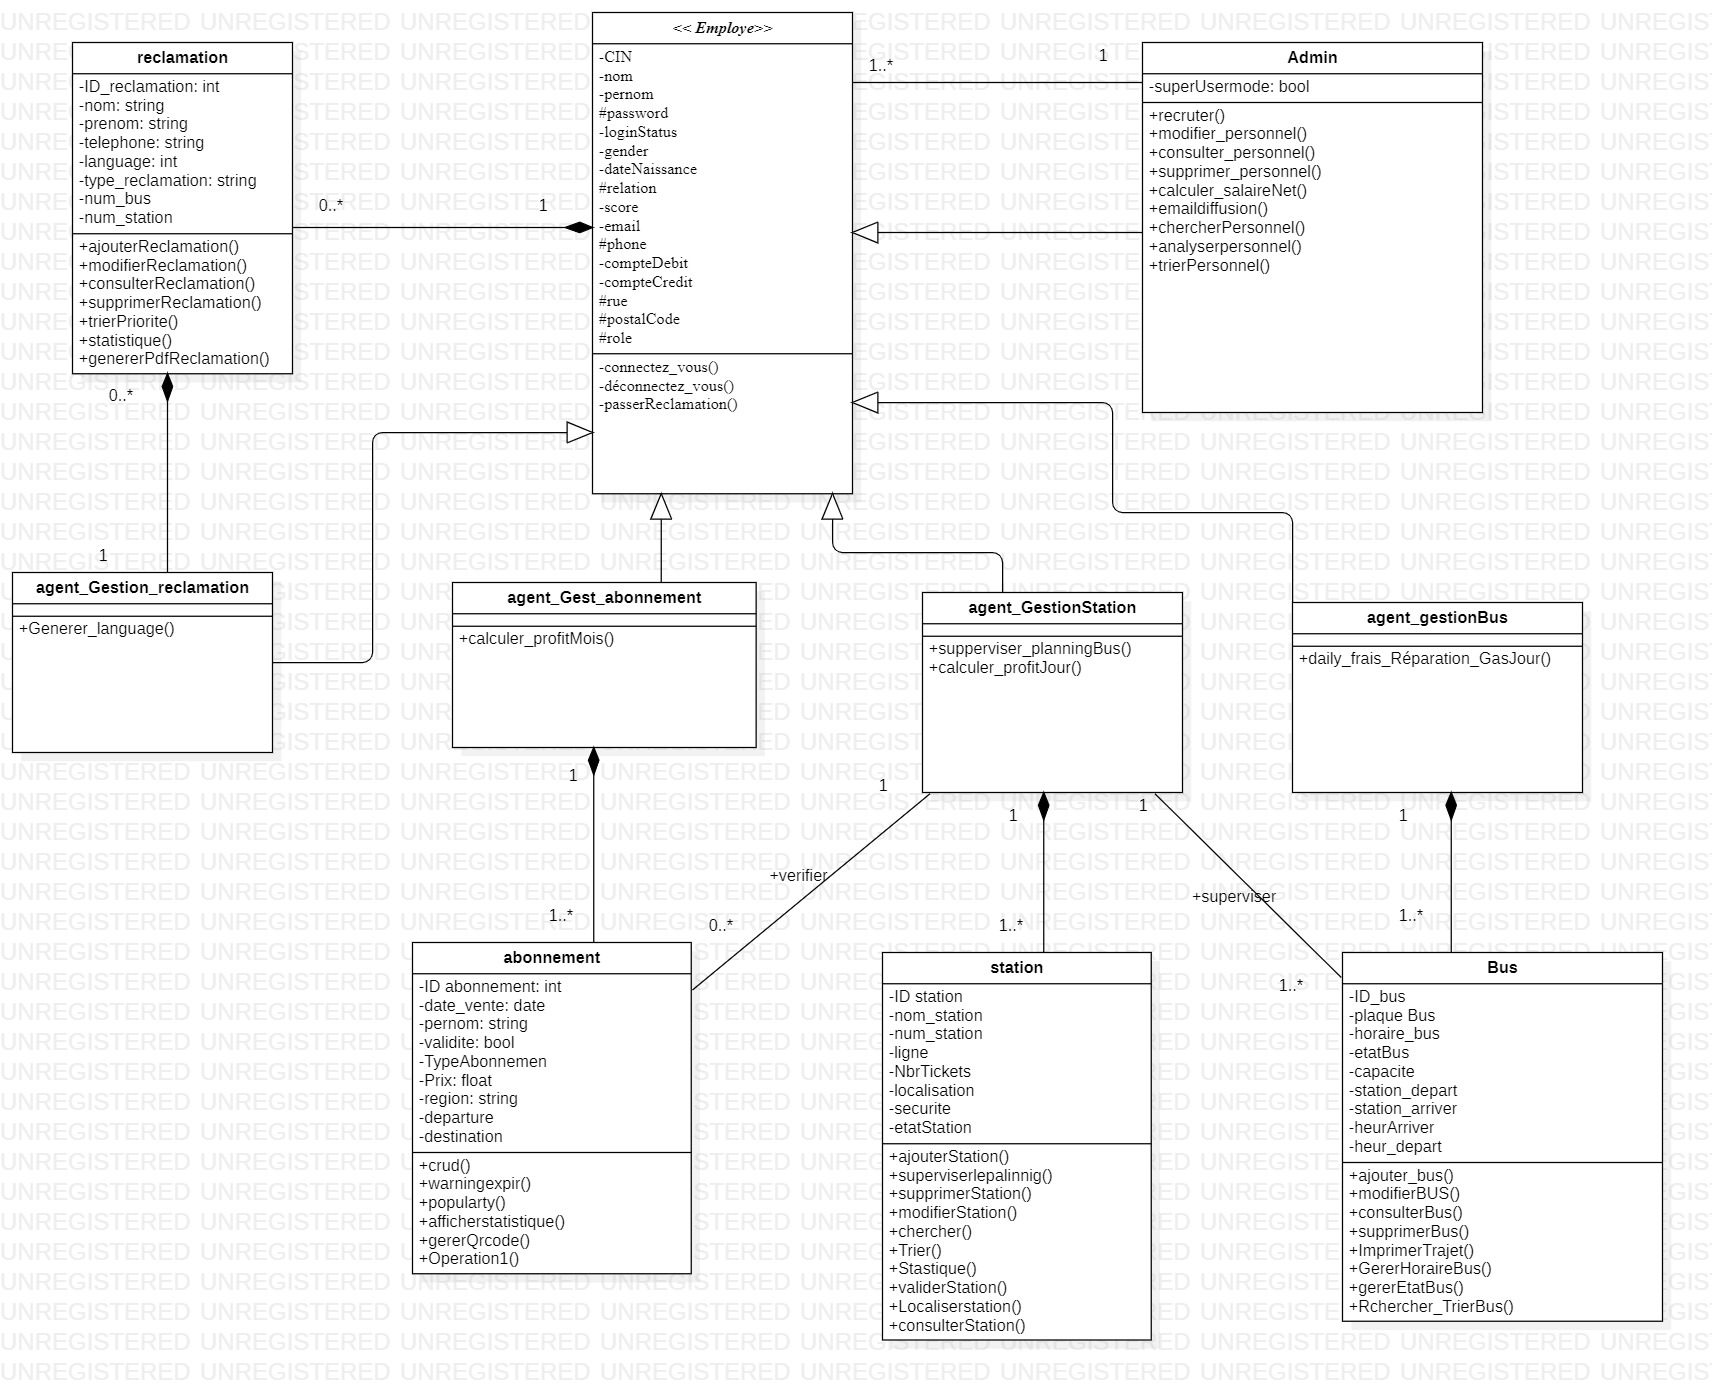 reclamation
-ID_reclamation: int
-nom: string
-prenom: string
-telephone: string
-language: int
-type_reclamation: string
-num_bus
-num_station
+ajouterReclamation()
+modifierReclamation()
+consulterReclamation()
+supprimerReclamation()
+trierPriorite()
+statistique()
+genererPdfReclamation()
0..*
1
<< Employe>>
-CIN
-nom
-pernom
#password
-loginStatus
-gender
-dateNaissance
#relation
-score
-email
#phone
-compteDebit
-compteCredit
#rue
#postalCode
#role
-connectez_vous()
-déconnectez_vous()
-passerReclamation()
1..*
1
Admin
-superUsermode: bool
+recruter()
+modifier_personnel()
+consulter_personnel()
+supprimer_personnel()
+calculer_salaireNet()
+emaildiffusion()
+chercherPersonnel()
+analyserpersonnel()
+trierPersonnel()
0..*
1
agent_Gestion_reclamation
+Generer_language()
agent_Gest_abonnement
+calculer_profitMois()
agent_GestionStation
+supperviser_planningBus()
+calculer_profitJour()
agent_gestionBus
+daily_frais_Réparation_GasJour()
1
1..*
1
+verifier
0..*
1
1..*
1
+superviser
1..*
1
1..*
abonnement
-ID abonnement: int
-date_vente: date
-pernom: string
-validite: bool
-TypeAbonnemen
-Prix: float
-region: string
-departure
-destination
+crud()
+warningexpir()
+popularty()
+afficherstatistique()
+gererQrcode()
+Operation1()
station
-ID station
-nom_station
-num_station
-ligne
-NbrTickets
-localisation
-securite
-etatStation
+ajouterStation()
+superviserlepalinnig()
+supprimerStation()
+modifierStation()
+chercher()
+Trier()
+Stastique()
+validerStation()
+Localiserstation()
+consulterStation()
Bus
-ID_bus
-plaque Bus
-horaire_bus
-etatBus
-capacite
-station_depart
-station_arriver
-heurArriver
-heur_depart
+ajouter_bus()
+modifierBUS()
+consulterBus()
+supprimerBus()
+ImprimerTrajet()
+GererHoraireBus()
+gererEtatBus()
+Rchercher_TrierBus()
UNREGISTERED